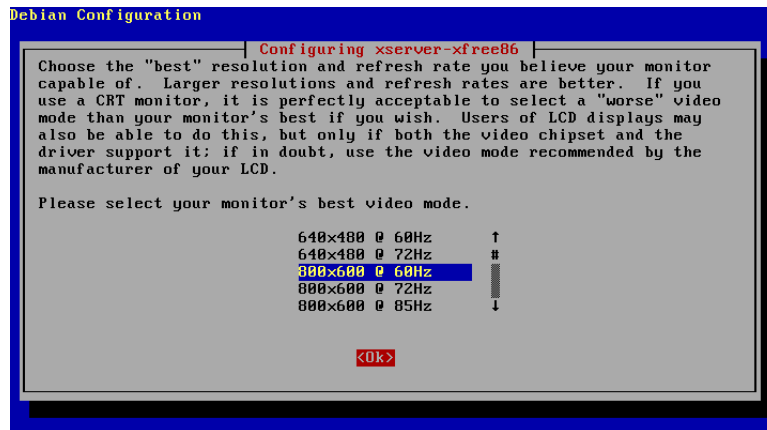 Debian Configuration
Configuring xserver-xfree86
Choose the "best" resolution and refresh rate you believe your monitor
capable of.  Larger resolutions and refresh rates are better.  If you
use a CRT monitor, it is perfectly acceptable to select a "worse" video
mode than your monitor's best if you wish.  Users of LCD displays may
also be able to do this, but only if both the video chipset and the
driver support it; if in doubt, use the video mode recommended by the
manufacturer of your LCD.
Please select your monitor's best video mode.
640x480 @ 60Hz ↑
640x480 @ 72Hz #
800x600 @ 60Hz
800x600 @ 72Hz
800x600 @ 85Hz ↓
<Ok>